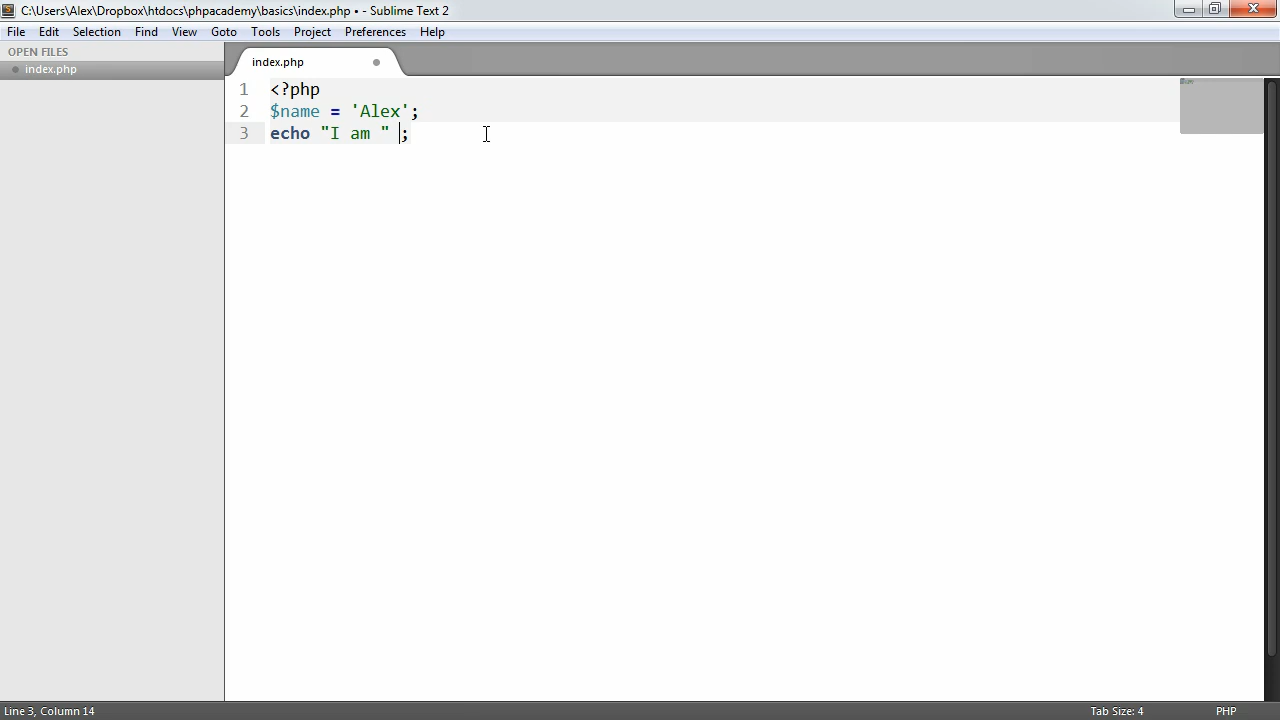 C:\Users\Alex\Dropbox\htdocs\phpacademy\basics\index.php • - Sublime Text 2
File Edit Selection Find View Goto Tools Project Preferences Help
OPEN FILES
index.php
index.php
1 <?php
2 $name = 'Alex';
3 echo "I am " ;
Line 3, Column 14
Tab Size: 4
PHP